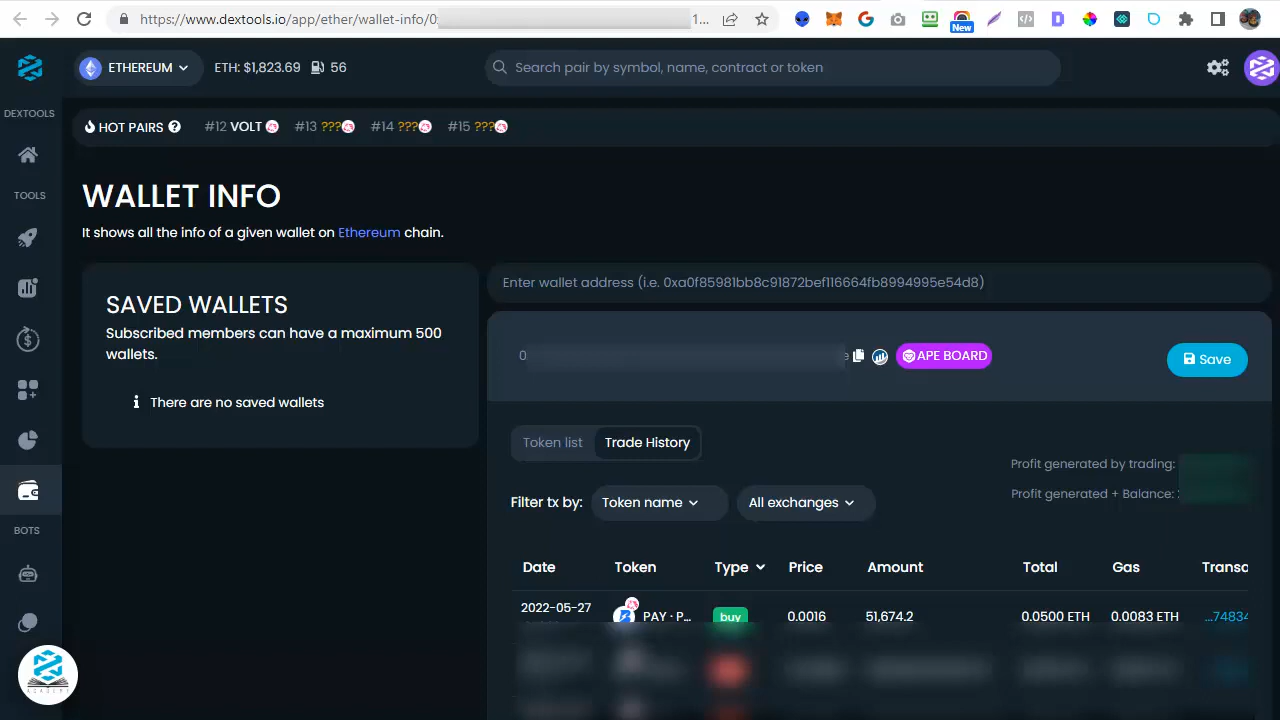 https://www.dextools.io/app/ether/wallet-info/0
1...
New
ETHEREUM
ETH: $1,823.69
56
Search pair by symbol, name, contract or token
DEXTOOLS
HOT PAIRS
#12 VOLT
#13 ???
#14 ???
#15 ???
TOOLS
WALLET INFO
It shows all the info of a given wallet on Ethereum chain.
SAVED WALLETS
Subscribed members can have a maximum 500
wallets.
There are no saved wallets
Enter wallet address (i.e. 0xa0f85981bb8c91872bef116664fb8994995e54d8)
0
APE BOARD
Save
Token list
Trade History
Profit generated by trading:
Profit generated + Balance:
Filter tx by:
Token name
All exchanges
BOTS
Date Token Type Price Amount Total Gas Transa
2022-05-27 PAY · P... buy 0.0016 51,674.2 0.0500 ETH 0.0083 ETH ...74834
ACADEMY